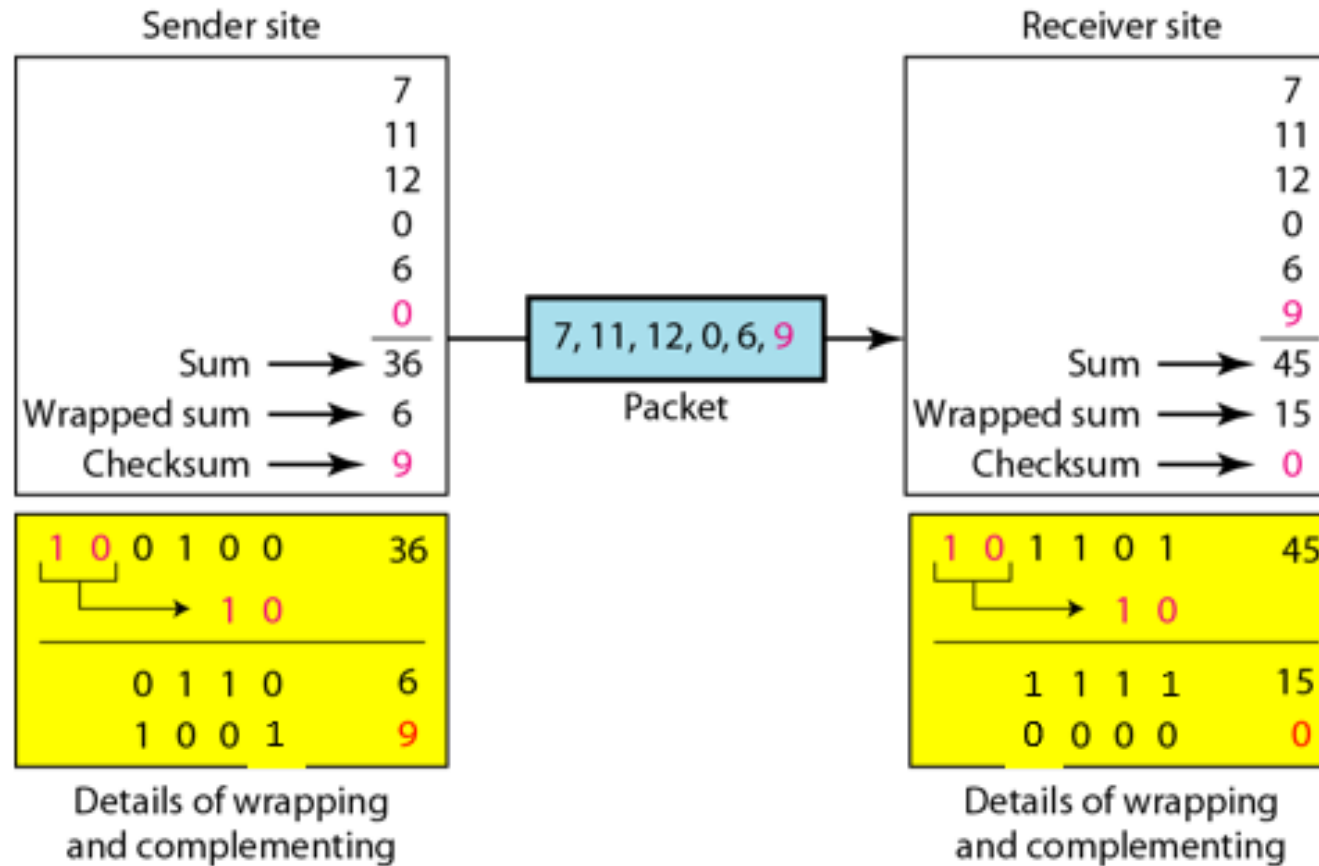 Sender site
7
11
12
0
6
0
Sum 36
Wrapped sum 6
Checksum 9
1 0 0 1 0 0 36
1 0
0 1 1 0 6
1 0 0 1 9
Details of wrapping
and complementing
7, 11, 12, 0, 6, 9
Packet
Receiver site
7
11
12
0
6
9
Sum 45
Wrapped sum 15
Checksum 0
1 0 1 1 0 1 45
1 0
1 1 1 1 15
0 0 0 0 0
Details of wrapping
and complementing